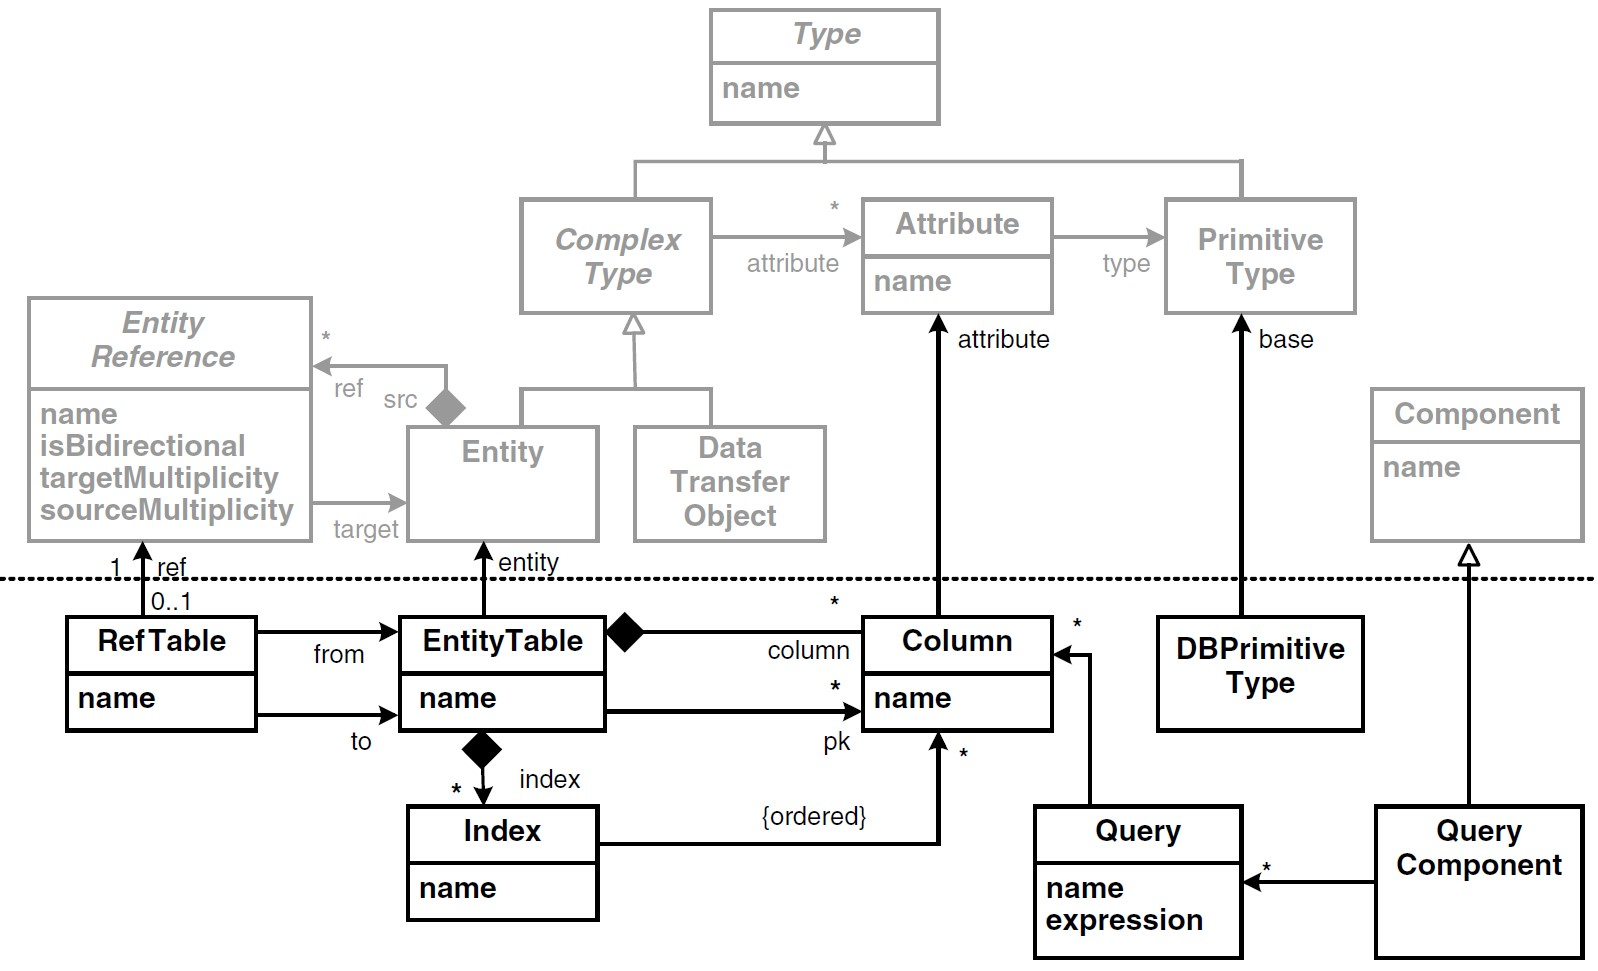 Type
name
Complex
Type
*
attribute
Attribute
name
type
Primitive
Type
Entity
Reference
name
isBidirectional
targetMultiplicity
sourceMultiplicity
*
ref
src
target
Entity
Data
Transfer
Object
attribute
base
Component
name
1
ref
0..1
entity
RefTable
name
from
to
EntityTable
name
*
column
*
pk
Column
name
*
DBPrimitive
Type
*
index
*
{ordered}
Index
name
Query
name
expression
*
Query
Component